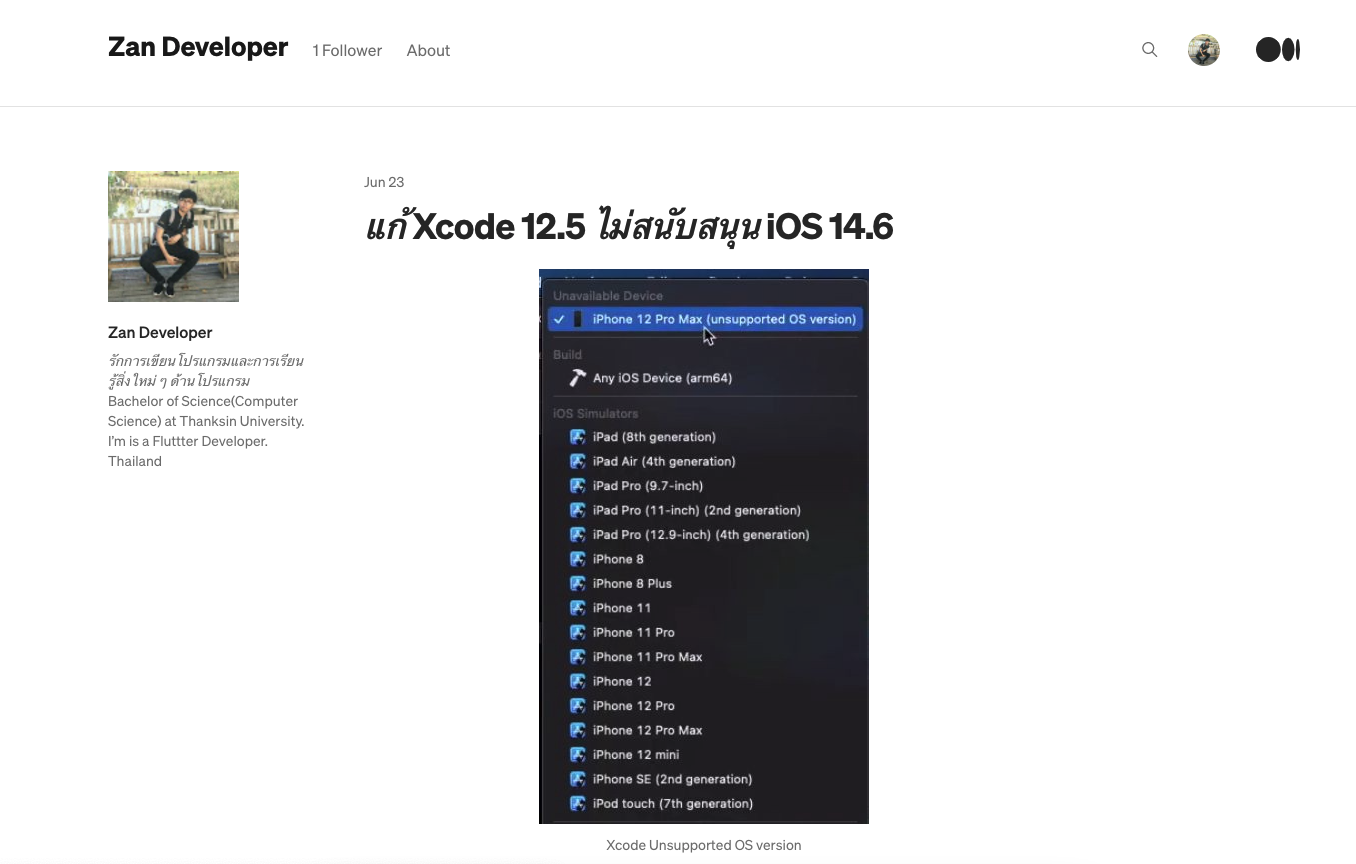 Zan Developer
1 Follower
About
Jun 23
แก้ Xcode 12.5 ไม่สนับสนุน iOS 14.6
Unavailable Device
iPhone 12 Pro Max (unsupported OS version)
Build
Any iOS Device (arm64)
iOS Simulators
iPad (8th generation)
iPad Air (4th generation)
iPad Pro (9.7-inch)
iPad Pro (11-inch) (2nd generation)
iPad Pro (12.9-inch) (4th generation)
iPhone 8
iPhone 8 Plus
iPhone 11
iPhone 11 Pro
iPhone 11 Pro Max
iPhone 12
iPhone 12 Pro
iPhone 12 Pro Max
iPhone 12 mini
iPhone SE (2nd generation)
iPod touch (7th generation)
Xcode Unsupported OS version
Zan Developer
รักการเขียนโปรแกรมและการเรียน
รู้สิ่งใหม่ ๆ ด้านโปรแกรม
Bachelor of Science(Computer
Science) at Thanksin University.
I'm is a Fluttter Developer.
Thailand